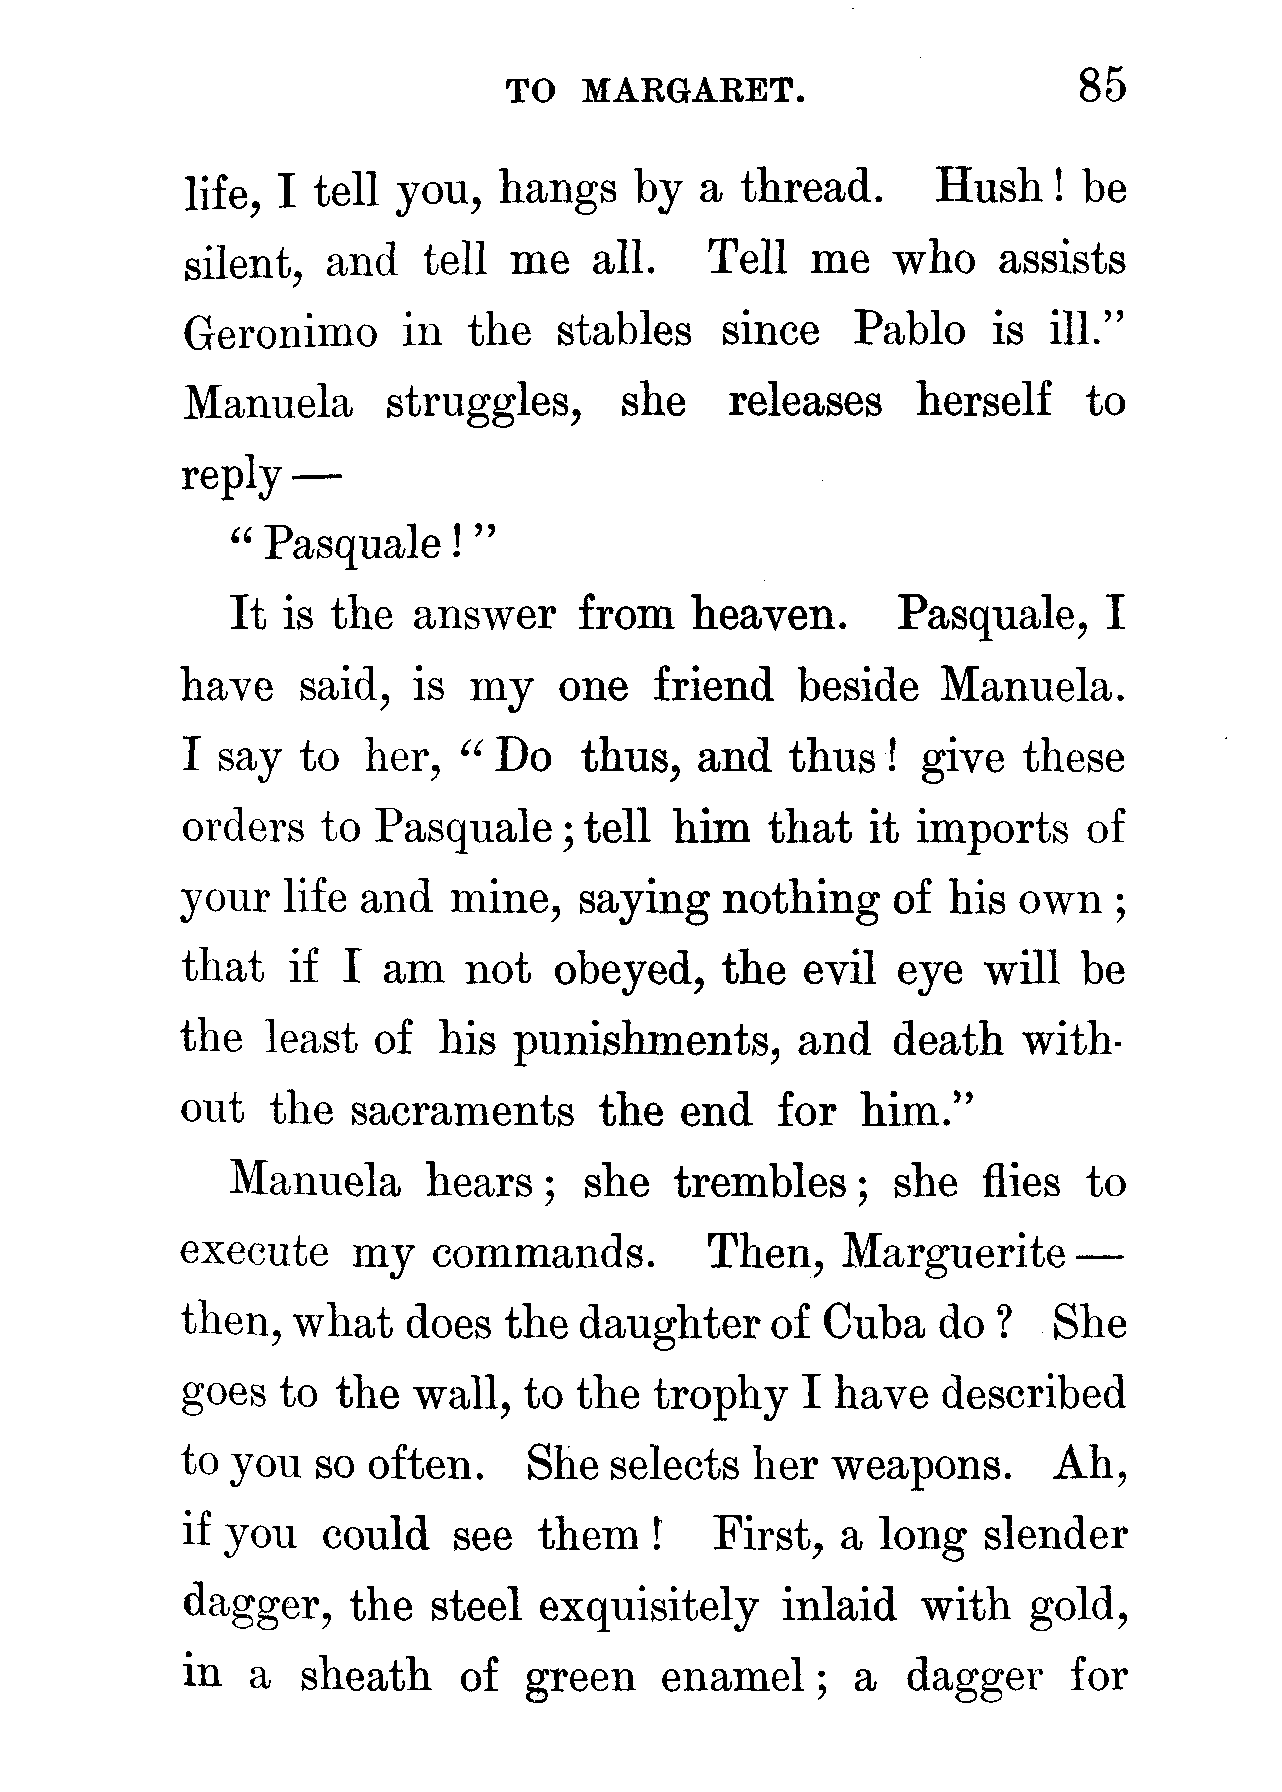 TO MARGARET. 85
life, I tell you, hangs by a thread. Hush! be
silent, and tell me all. Tell me who assists
Geronimo in the stables since Pablo is ill."
Manuela struggles, she releases herself to
reply—
"Pasquale!"
It is the answer from heaven. Pasquale, I
have said, is my one friend beside Manuela.
I say to her, "Do thus, and thus! give these
orders to Pasquale; tell him that it imports of
your life and mine, saying nothing of his own;
that if I am not obeyed, the evil eye will be
the least of his punishments, and death with-
out the sacraments the end for him."
Manuela hears; she trembles; she flies to
execute my commands. Then, Marguerite—
then, what does the daughter of Cuba do? She
goes to the wall, to the trophy I have described
to you so often. She selects her weapons. Ah,
if you could see them! First, a long slender
dagger, the steel exquisitely inlaid with gold,
in a sheath of green enamel; a dagger for